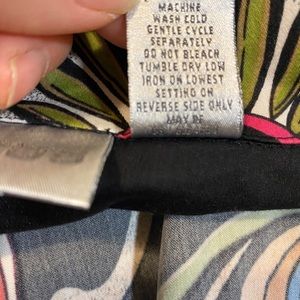 MACHINE
WASH COLD
GENTLE CYCLE
SEPARATELY
DO NOT BLEACH
TUMBLE DRY LOW
IRON ON LOWEST
SETTING ON
REVERSE SIDE ONLY
MAY BE